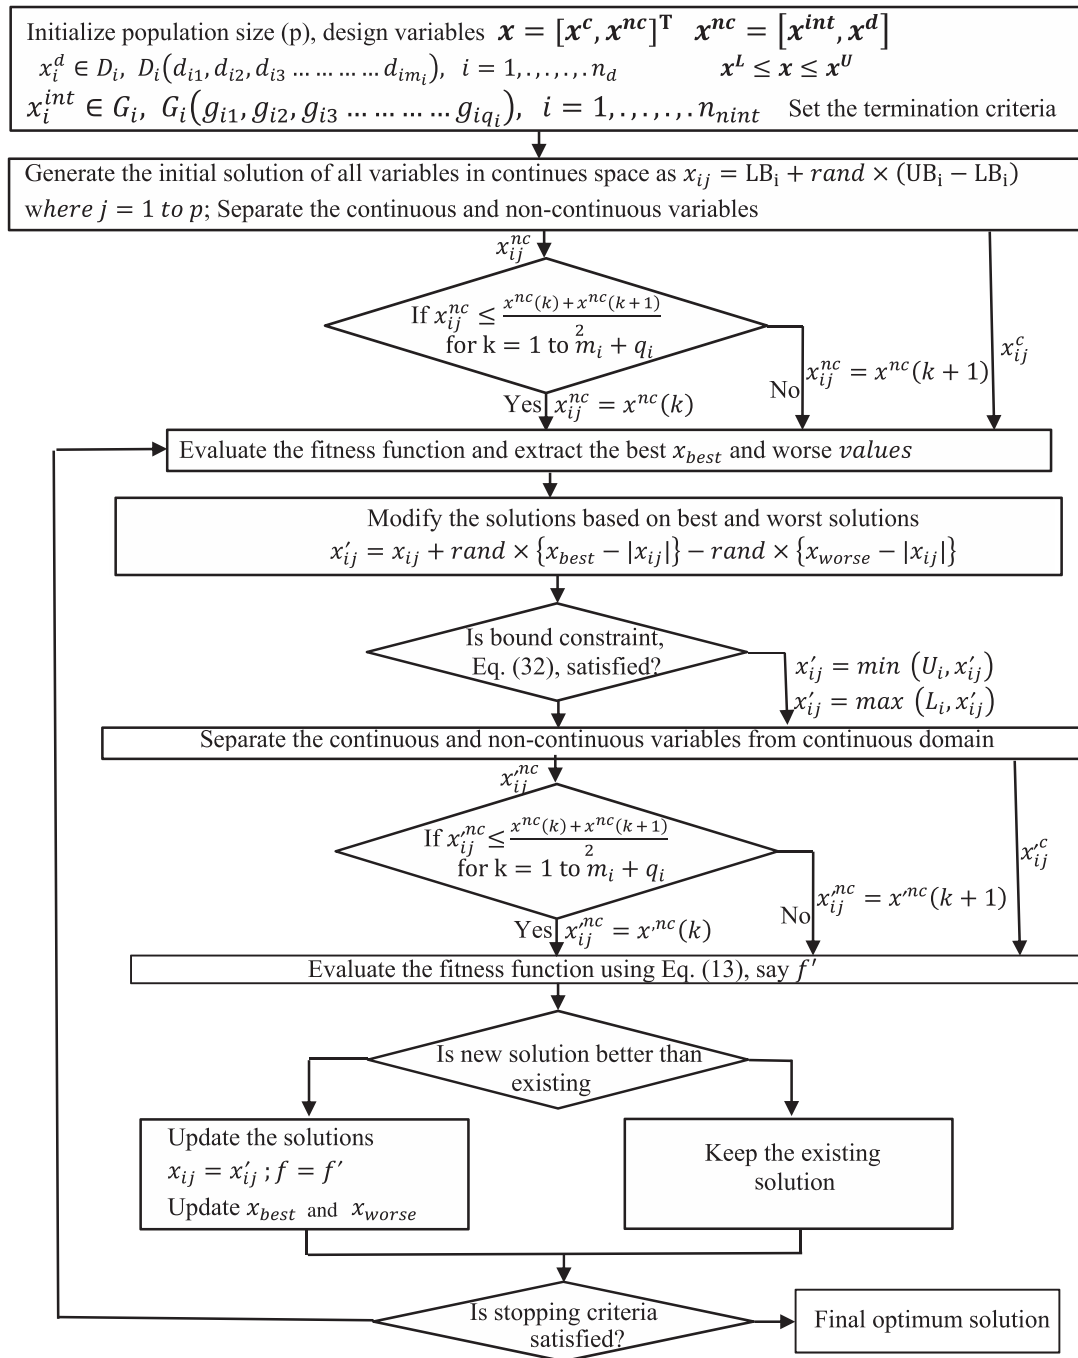 Initialize population size (p), design variables x = [x^c, x^nc]^T x^nc = [x^int, x^d]
x_i^d ∈ D_i, D_i(d_i1, d_i2, d_i3 … … … … d_im_i), i = 1, . , . , . , . n_d x^L ≤ x ≤ x^U
x_i^int ∈ G_i, G_i(g_i1, g_i2, g_i3 … … … … g_iq_i), i = 1, . , . , . , . n_nint Set the termination criteria
Generate the initial solution of all variables in continues space as x_ij = LB_i + rand × (UB_i − LB_i)
where j = 1 to p; Separate the continuous and non-continuous variables
x_ij^nc
If x_ij^nc ≤ (x^nc(k)+x^nc(k+1))/2
for k = 1 to m_i + q_i
x_ij^c
No x_ij^nc = x^nc(k + 1)
Yes x_ij^nc = x^nc(k)
Evaluate the fitness function and extract the best x_best and worse values
Modify the solutions based on best and worst solutions
x′_ij = x_ij + rand × {x_best − |x_ij|} − rand × {x_worse − |x_ij|}
Is bound constraint,
Eq. (32), satisfied?
x′_ij = min (U_i, x′_ij)
x′_ij = max (L_i, x′_ij)
Separate the continuous and non-continuous variables from continuous domain
x′_ij^nc
If x′_ij^nc ≤ (x^nc(k)+x^nc(k+1))/2
for k = 1 to m_i + q_i
x′_ij^c
No x′_ij^nc = x′^nc(k + 1)
Yes x′_ij^nc = x′^nc(k)
Evaluate the fitness function using Eq. (13), say f′
Is new solution better than
existing
Update the solutions
x_ij = x′_ij ; f = f′
Update x_best and x_worse
Keep the existing
solution
Is stopping criteria
satisfied?
Final optimum solution